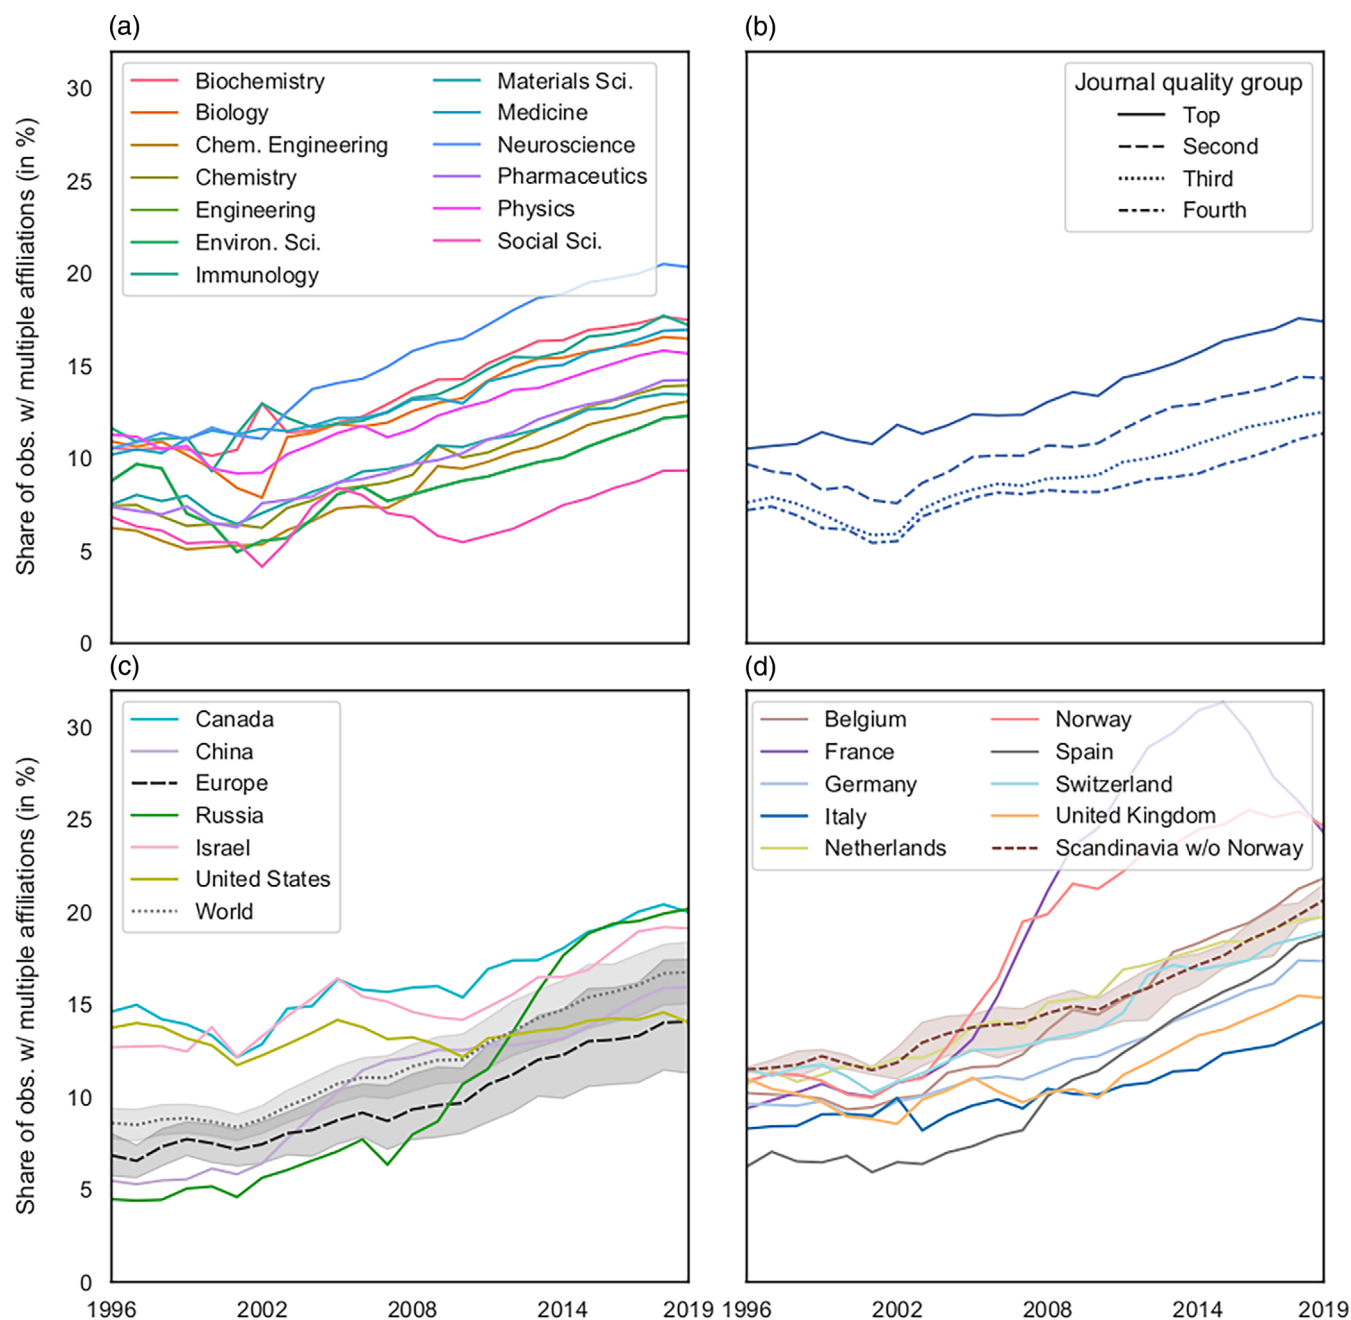 (a)
Share of obs. w/ multiple affiliations (in %)
30
25
20
15
10
5
0
Biochemistry
Biology
Chem. Engineering
Chemistry
Engineering
Environ. Sci.
Immunology
Materials Sci.
Medicine
Neuroscience
Pharmaceutics
Physics
Social Sci.
(b)
Journal quality group
Top
Second
Third
Fourth
(c)
Share of obs. w/ multiple affiliations (in %)
30
25
20
15
10
5
0
Canada
China
Europe
Russia
Israel
United States
World
1996 2002 2008 2014 2019
(d)
Belgium
France
Germany
Italy
Netherlands
Norway
Spain
Switzerland
United Kingdom
Scandinavia w/o Norway
1996 2002 2008 2014 2019